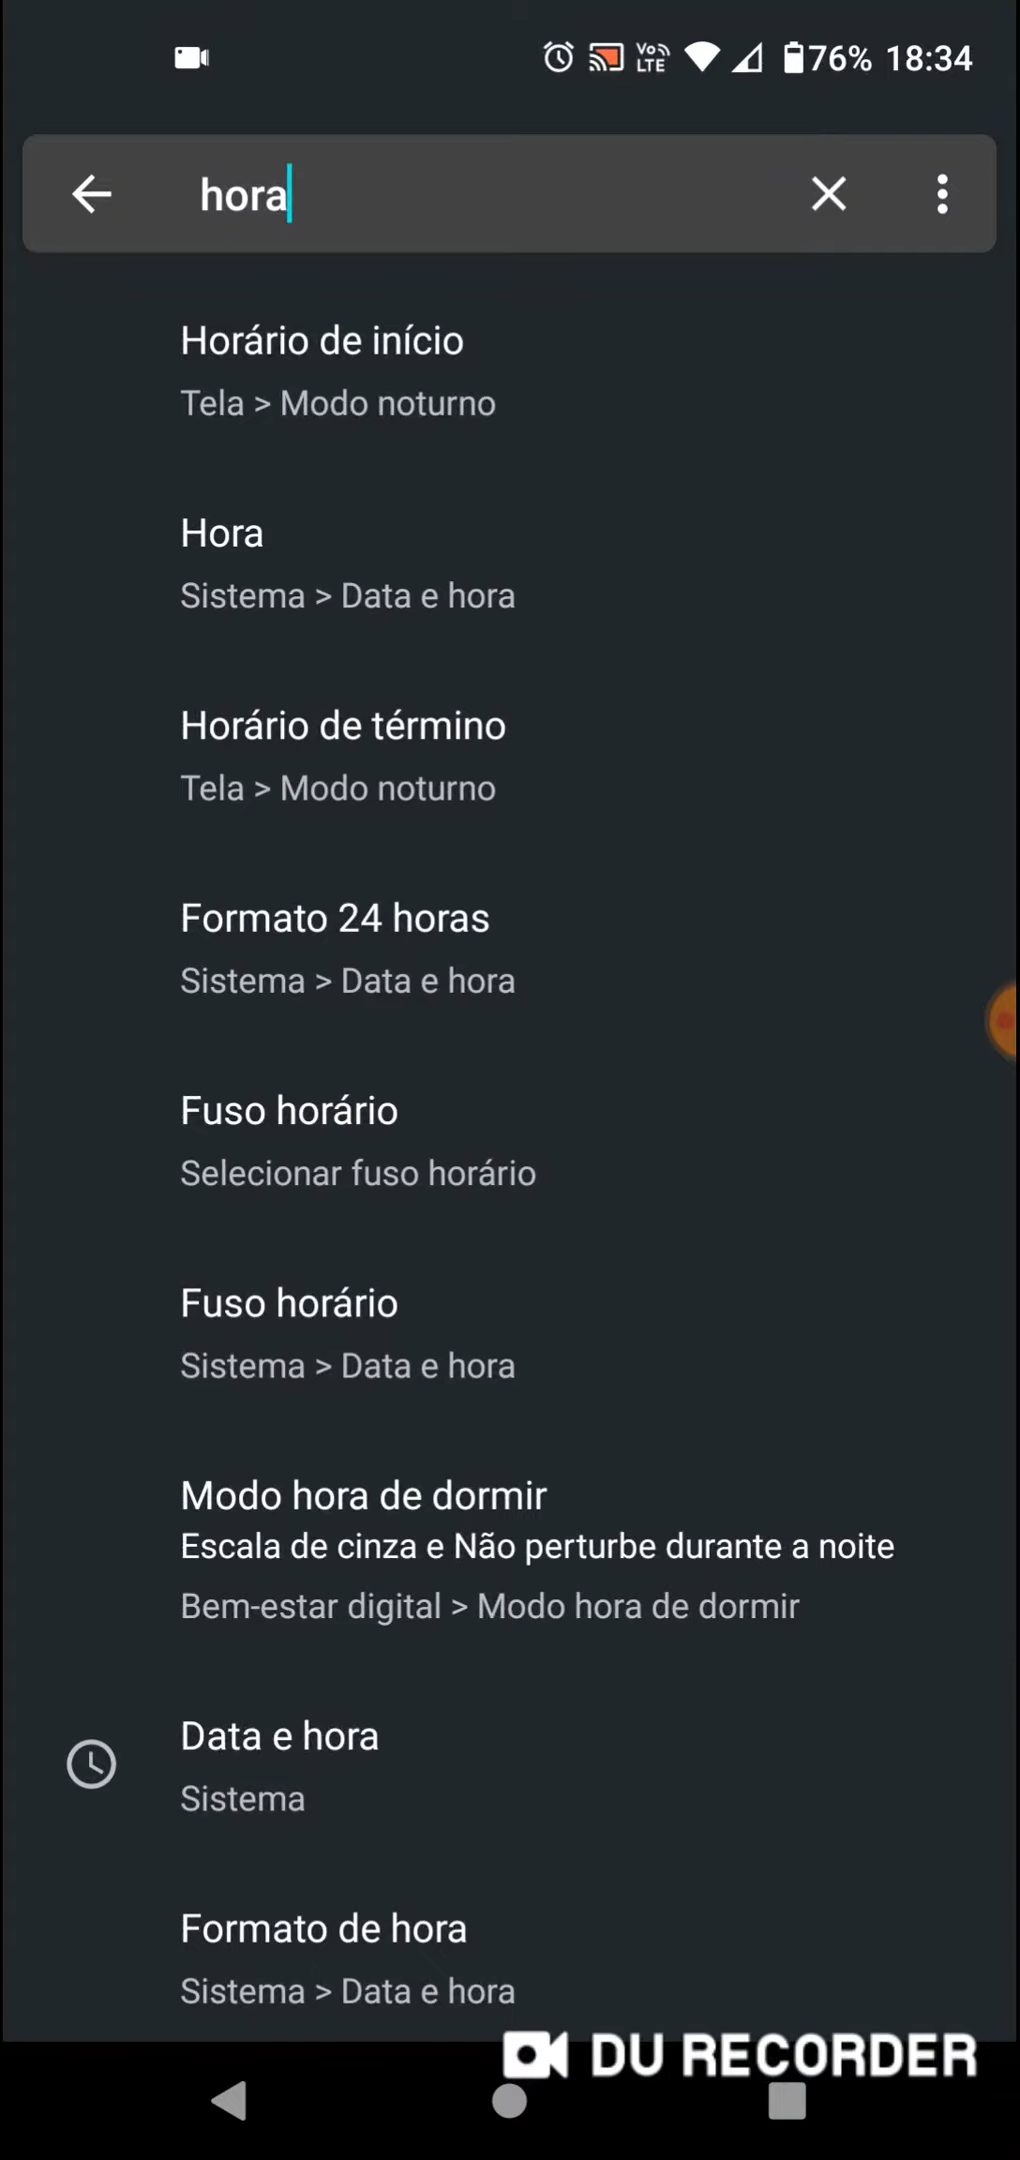 Vo LTE 76% 18:34
hora
Horário de início
Tela > Modo noturno
Hora
Sistema > Data e hora
Horário de término
Tela > Modo noturno
Formato 24 horas
Sistema > Data e hora
Fuso horário
Selecionar fuso horário
Fuso horário
Sistema > Data e hora
Modo hora de dormir
Escala de cinza e Não perturbe durante a noite
Bem-estar digital > Modo hora de dormir
Data e hora
Sistema
Formato de hora
Sistema > Data e hora
DU RECORDER